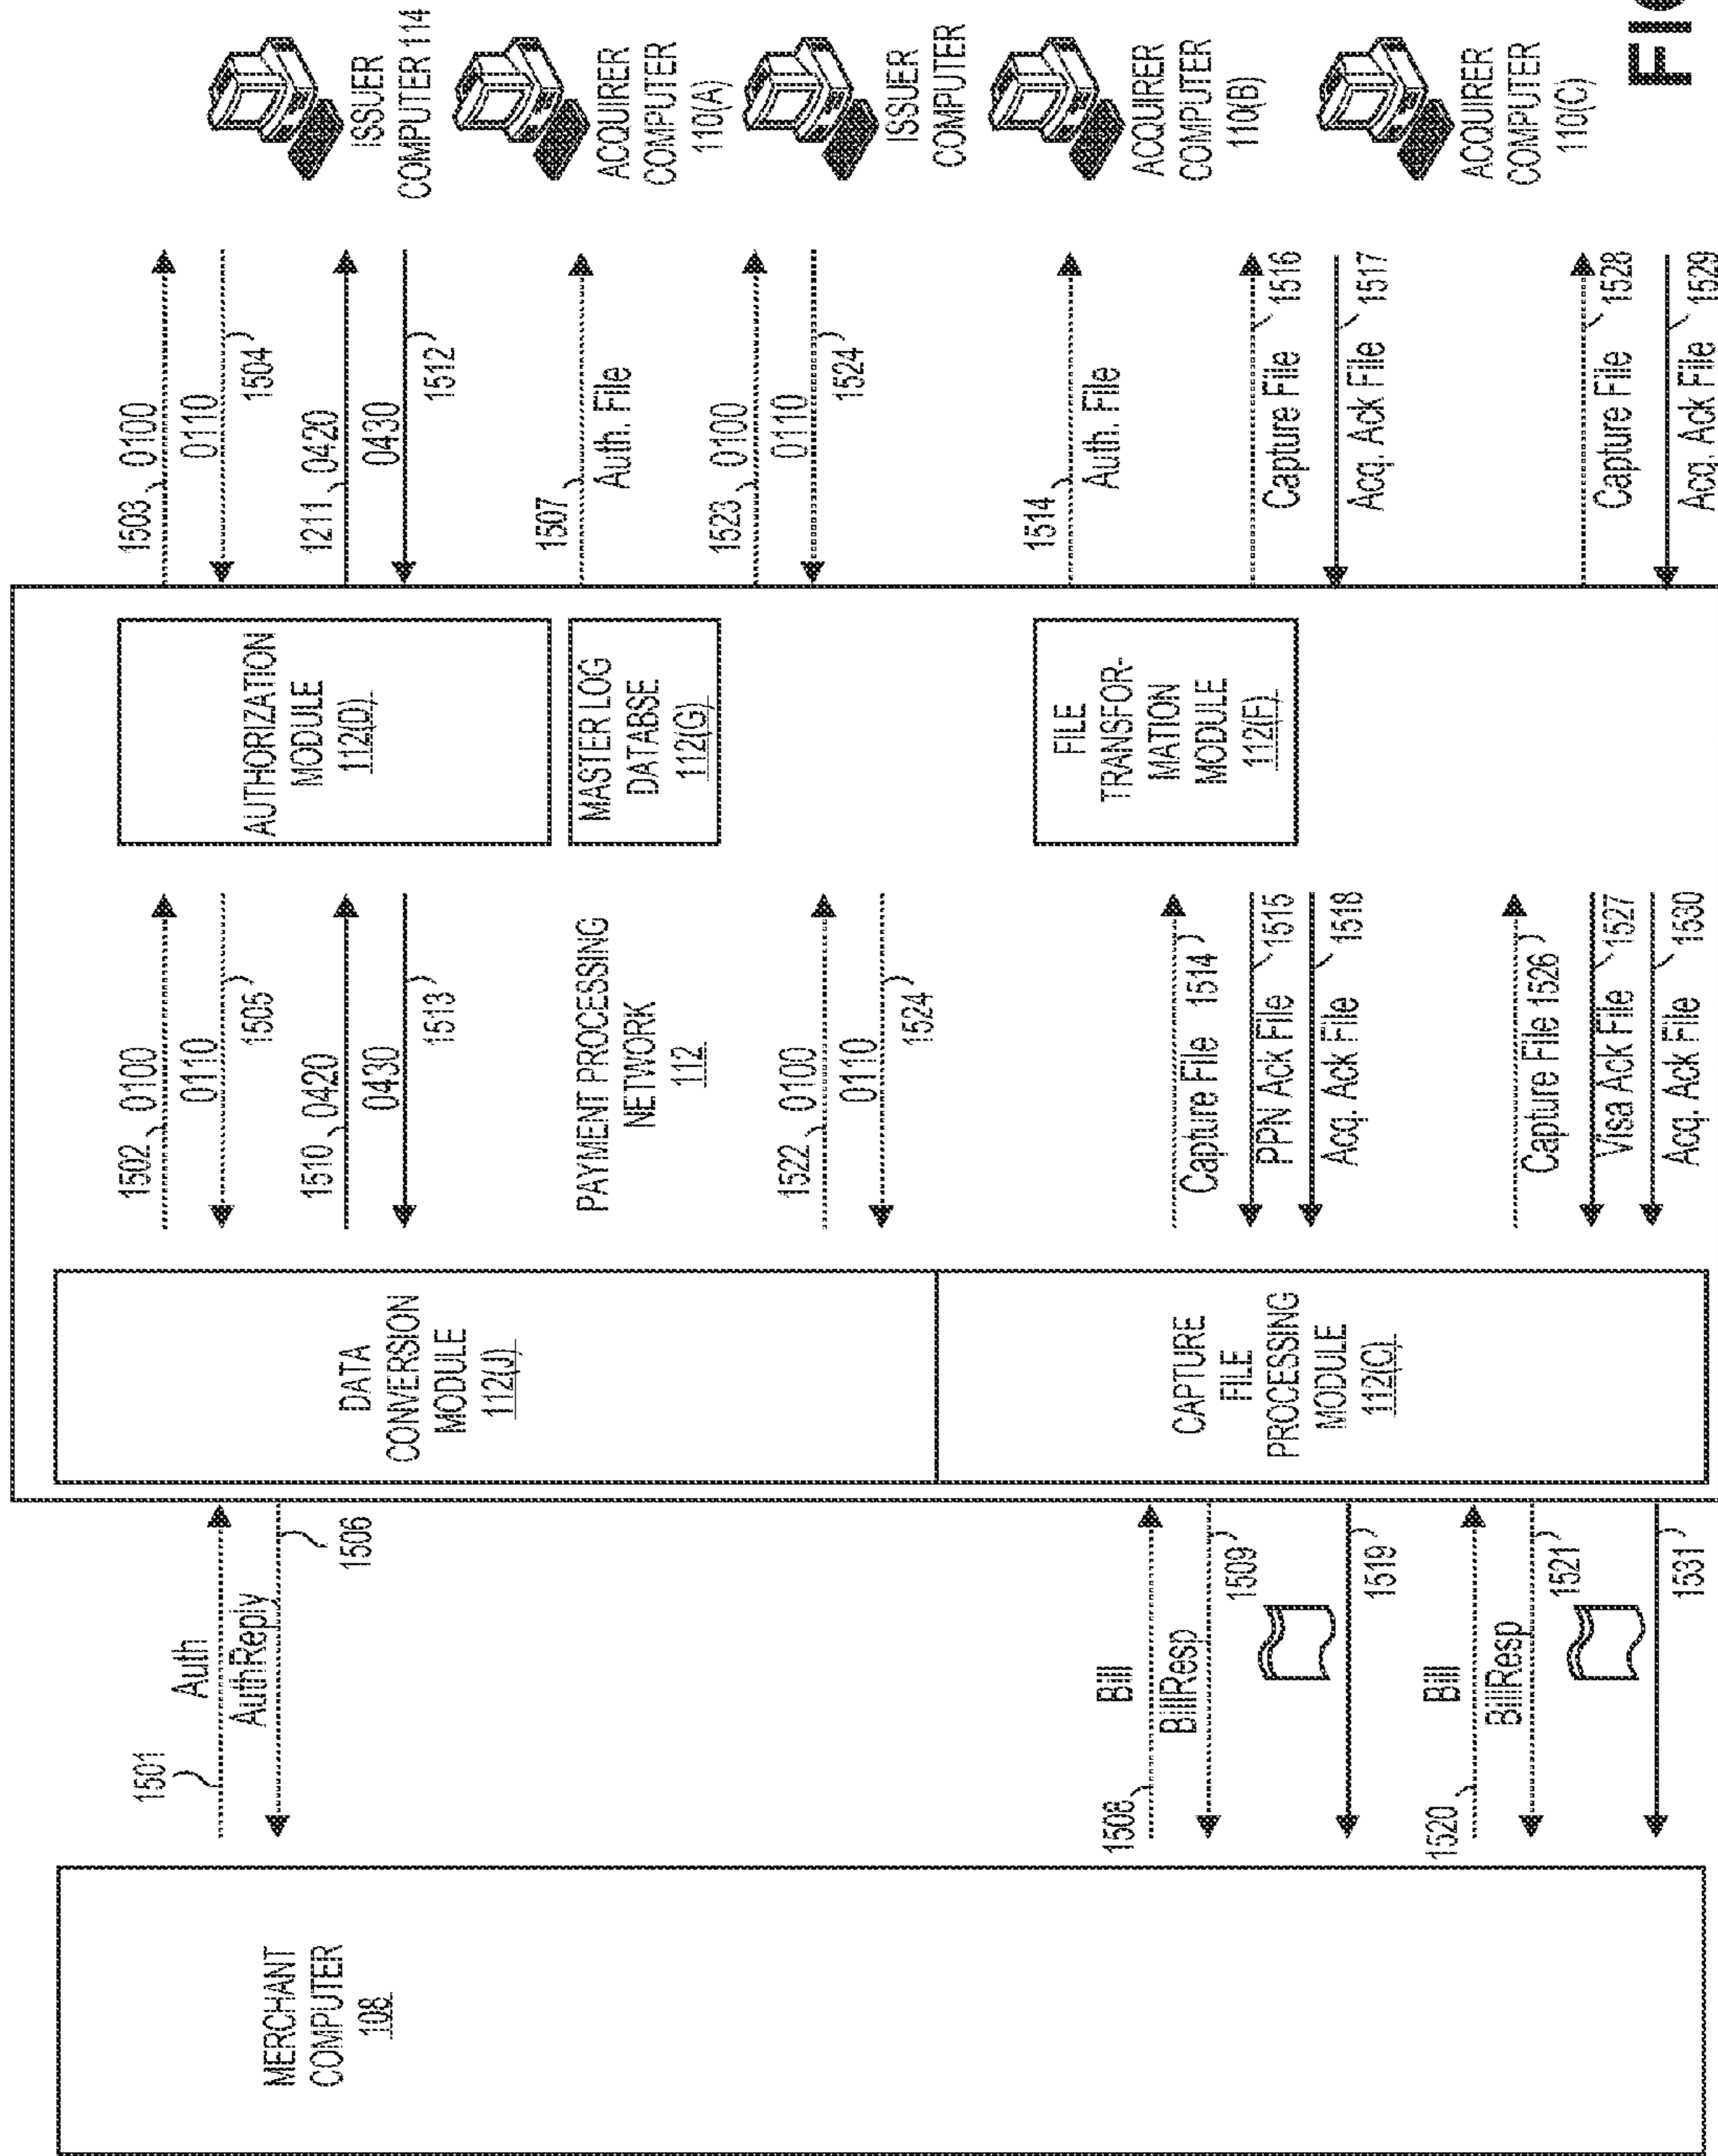 MERCHANT
COMPUTER
108
1501
Auth
AuthReply
1506
1508
Bill
BillResp
1509
1519
1520
Bill
BillResp
1521
1531
DATA
CONVERSION
MODULE
112(J)
CAPTURE
FILE
PROCESSING
MODULE
112(C)
1502
0100
0110
1505
1510
0420
0430
1513
PAYMENT PROCESSING
NETWORK
112
1522
0100
0110
1524
Capture File
1514
PPN Ack File
1515
Acq. Ack File
1518
Capture File
1526
Visa Ack File
1527
Acq. Ack File
1530
AUTHORIZATION
MODULE
112(D)
MASTER LOG
DATABSE
112(G)
FILE
TRANSFOR-
MATION
MODULE
112(F)
1503
0100
0110
1504
1211
0420
0430
1512
1507
Auth. File
1523
0100
0110
1524
1514
Auth. File
Capture File
1516
Acq. Ack File
1517
Capture File
1528
Acq. Ack File
1529
ISSUER
COMPUTER 114
ACQUIRER
COMPUTER
110(A)
ISSUER
COMPUTER
ACQUIRER
COMPUTER
110(B)
ACQUIRER
COMPUTER
110(C)